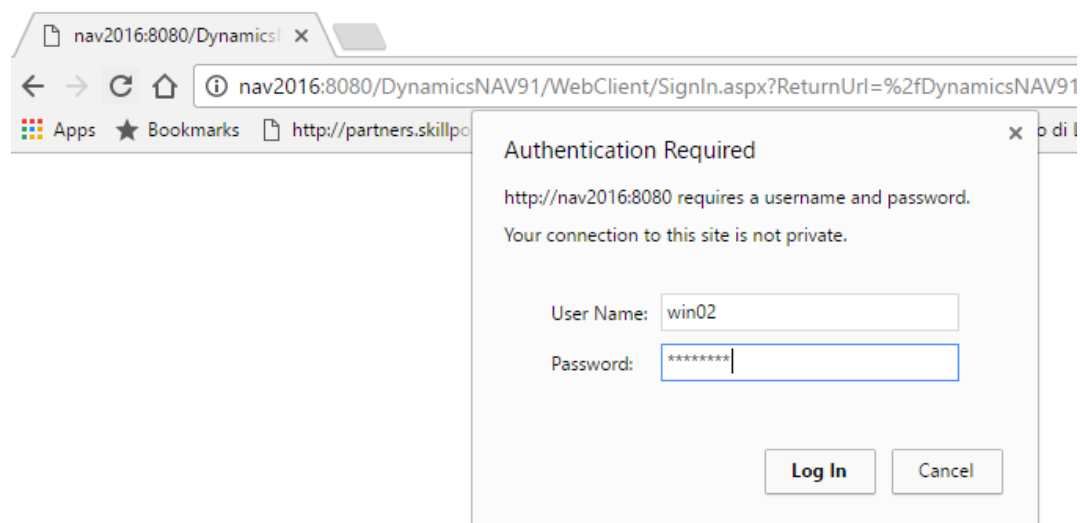 nav2016:8080/Dynamics
nav2016:8080/DynamicsNAV91/WebClient/SignIn.aspx?ReturnUrl=%2fDynamicsNAV91
Apps Bookmarks http://partners.skillpo o di
Authentication Required
http://nav2016:8080 requires a username and password.
Your connection to this site is not private.
User Name: win02
Password: ********
Log In Cancel